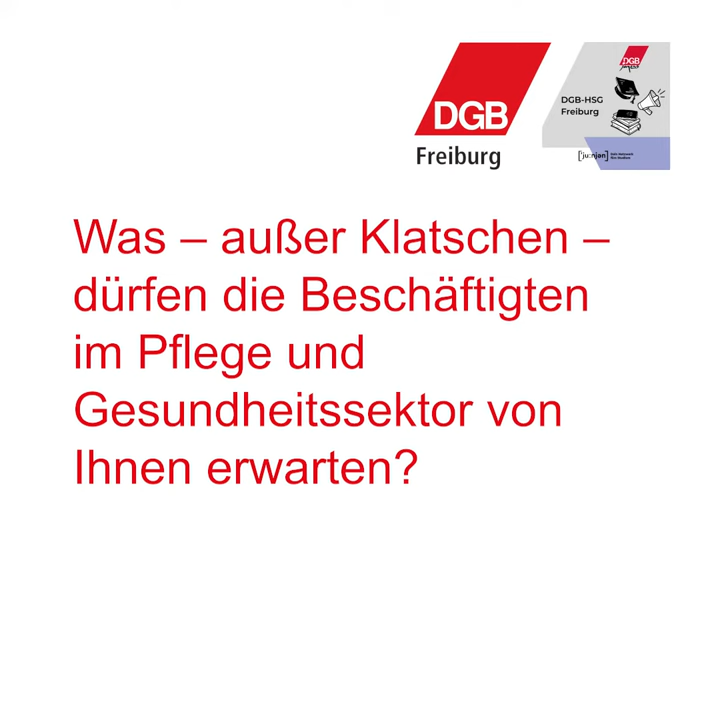 DGB
Freiburg
DGB
DGB-HSG
Freiburg
Was – außer Klatschen –
dürfen die Beschäftigten
im Pflege und
Gesundheitssektor von
Ihnen erwarten?